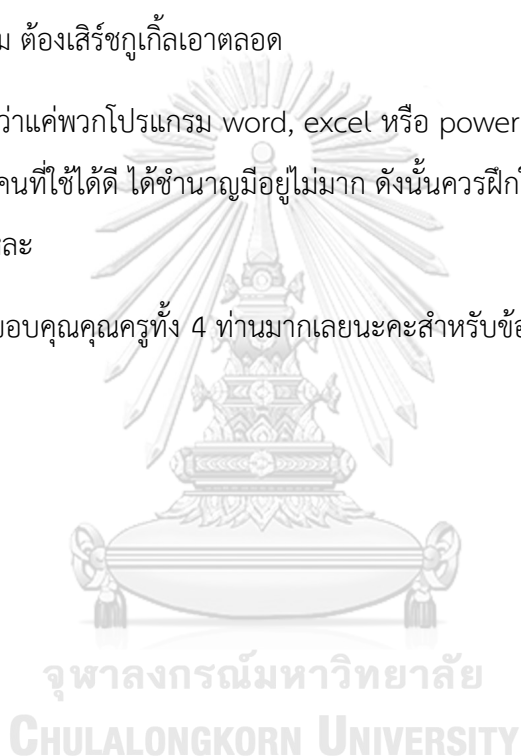 ม ต้องเสิร์ชกูเกิ้ลเอาตลอด
ว่าแค่พวกโปรแกรม word, excel หรือ power
คนที่ใช้ได้ดี ได้ชำนาญมีอยู่ไม่มาก ดังนั้นควรฝึกใ
ละ
ขอบคุณคุณครูทั้ง 4 ท่านมากเลยนะคะสำหรับข้อ
จุฬาลงกรณ์มหาวิทยาลัย
CHULALONGKORN UNIVERSITY